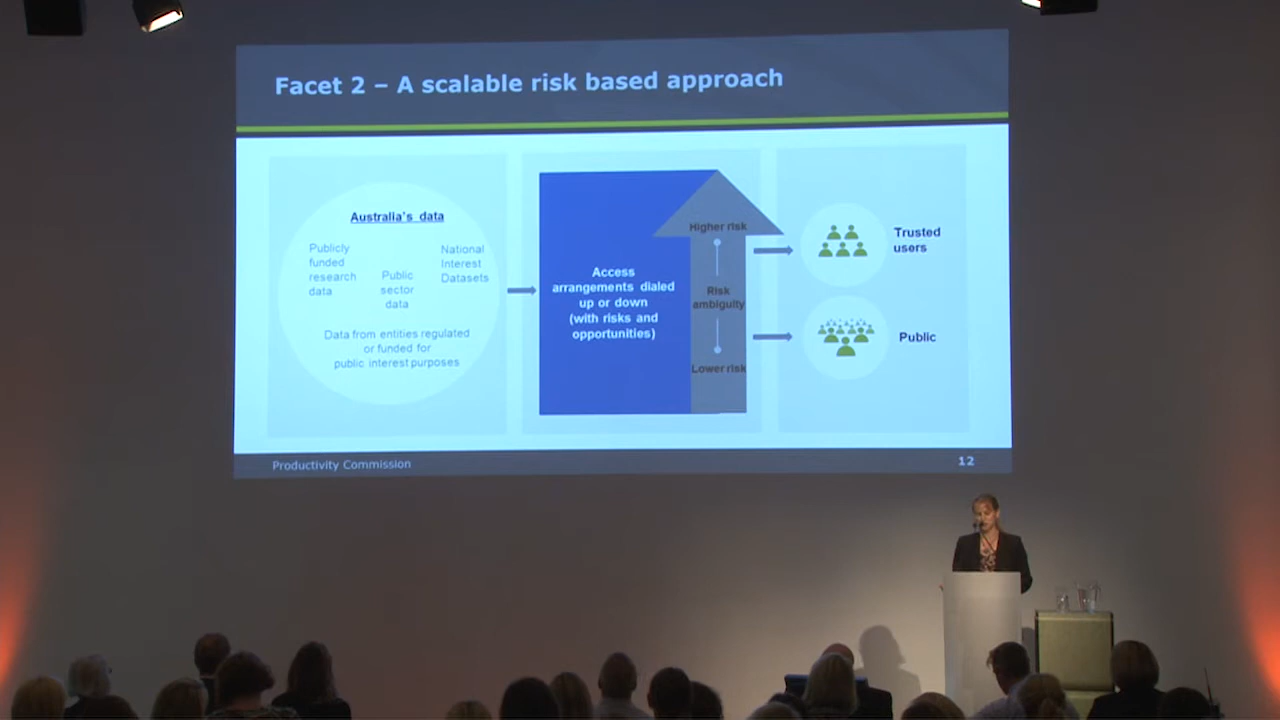 Facet 2 – A scalable risk based approach
Australia's data
Publicly
funded
research
data
Public
sector
data
National
Interest
Datasets
Data from entities regulated
or funded for
public interest purposes
Access
arrangements dialed
up or down
(with risks and
opportunities)
Higher risk
Risk
ambiguity
Lower risk
Trusted
users
Public
Productivity Commission
12